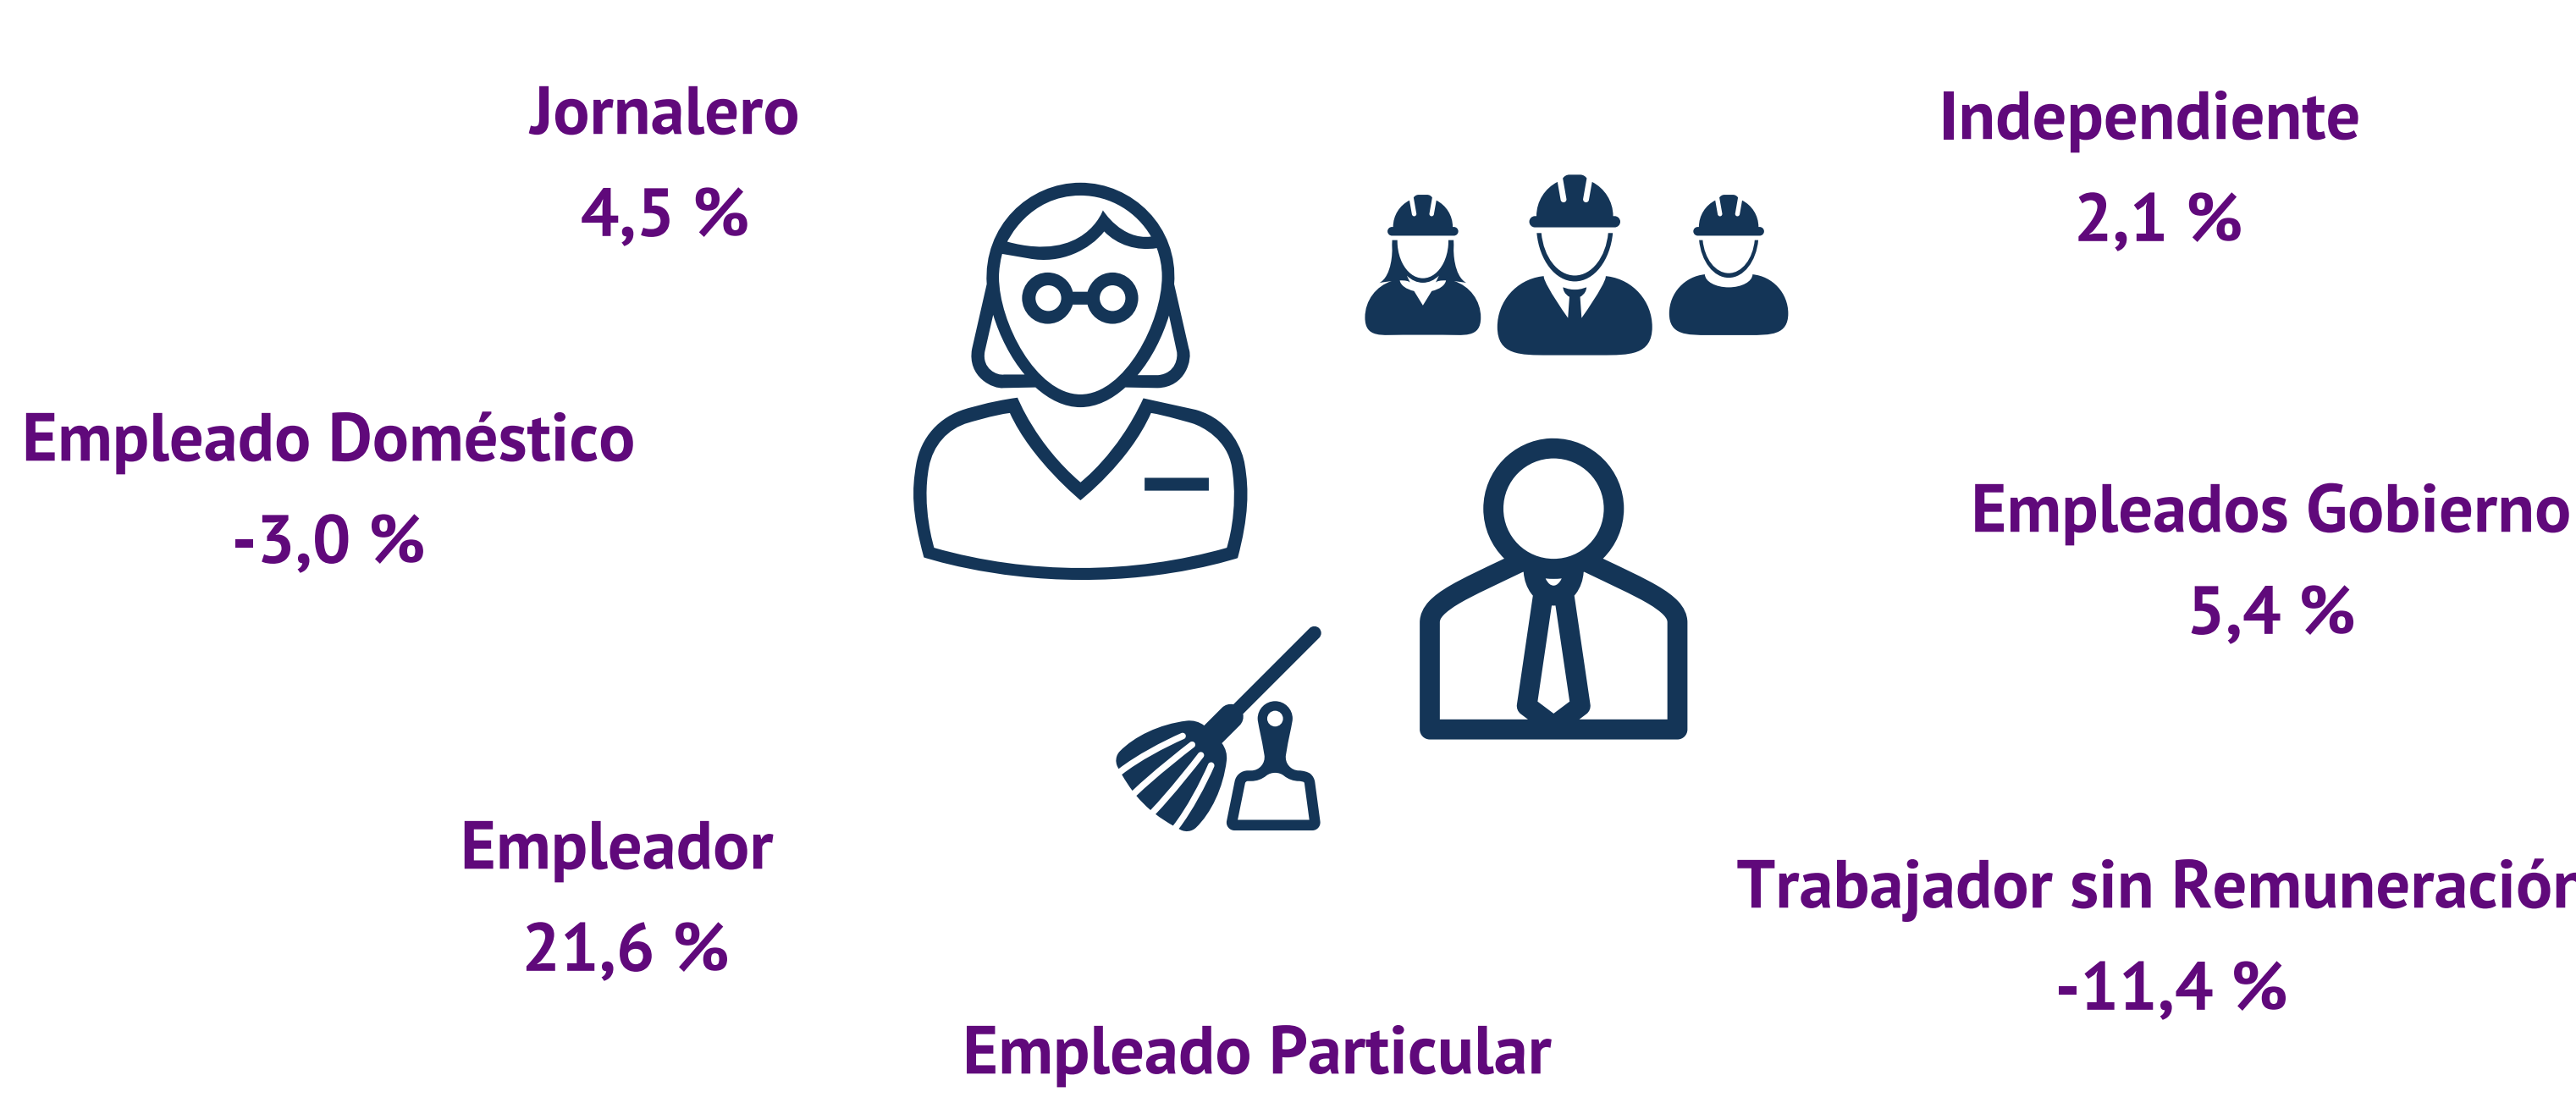 Jornalero
4,5 %
Independiente
2,1 %
Empleado Doméstico
-3,0 %
Empleados Gobierno
5,4 %
Empleador
21,6 %
Trabajador sin Remuneración
-11,4 %
Empleado Particular